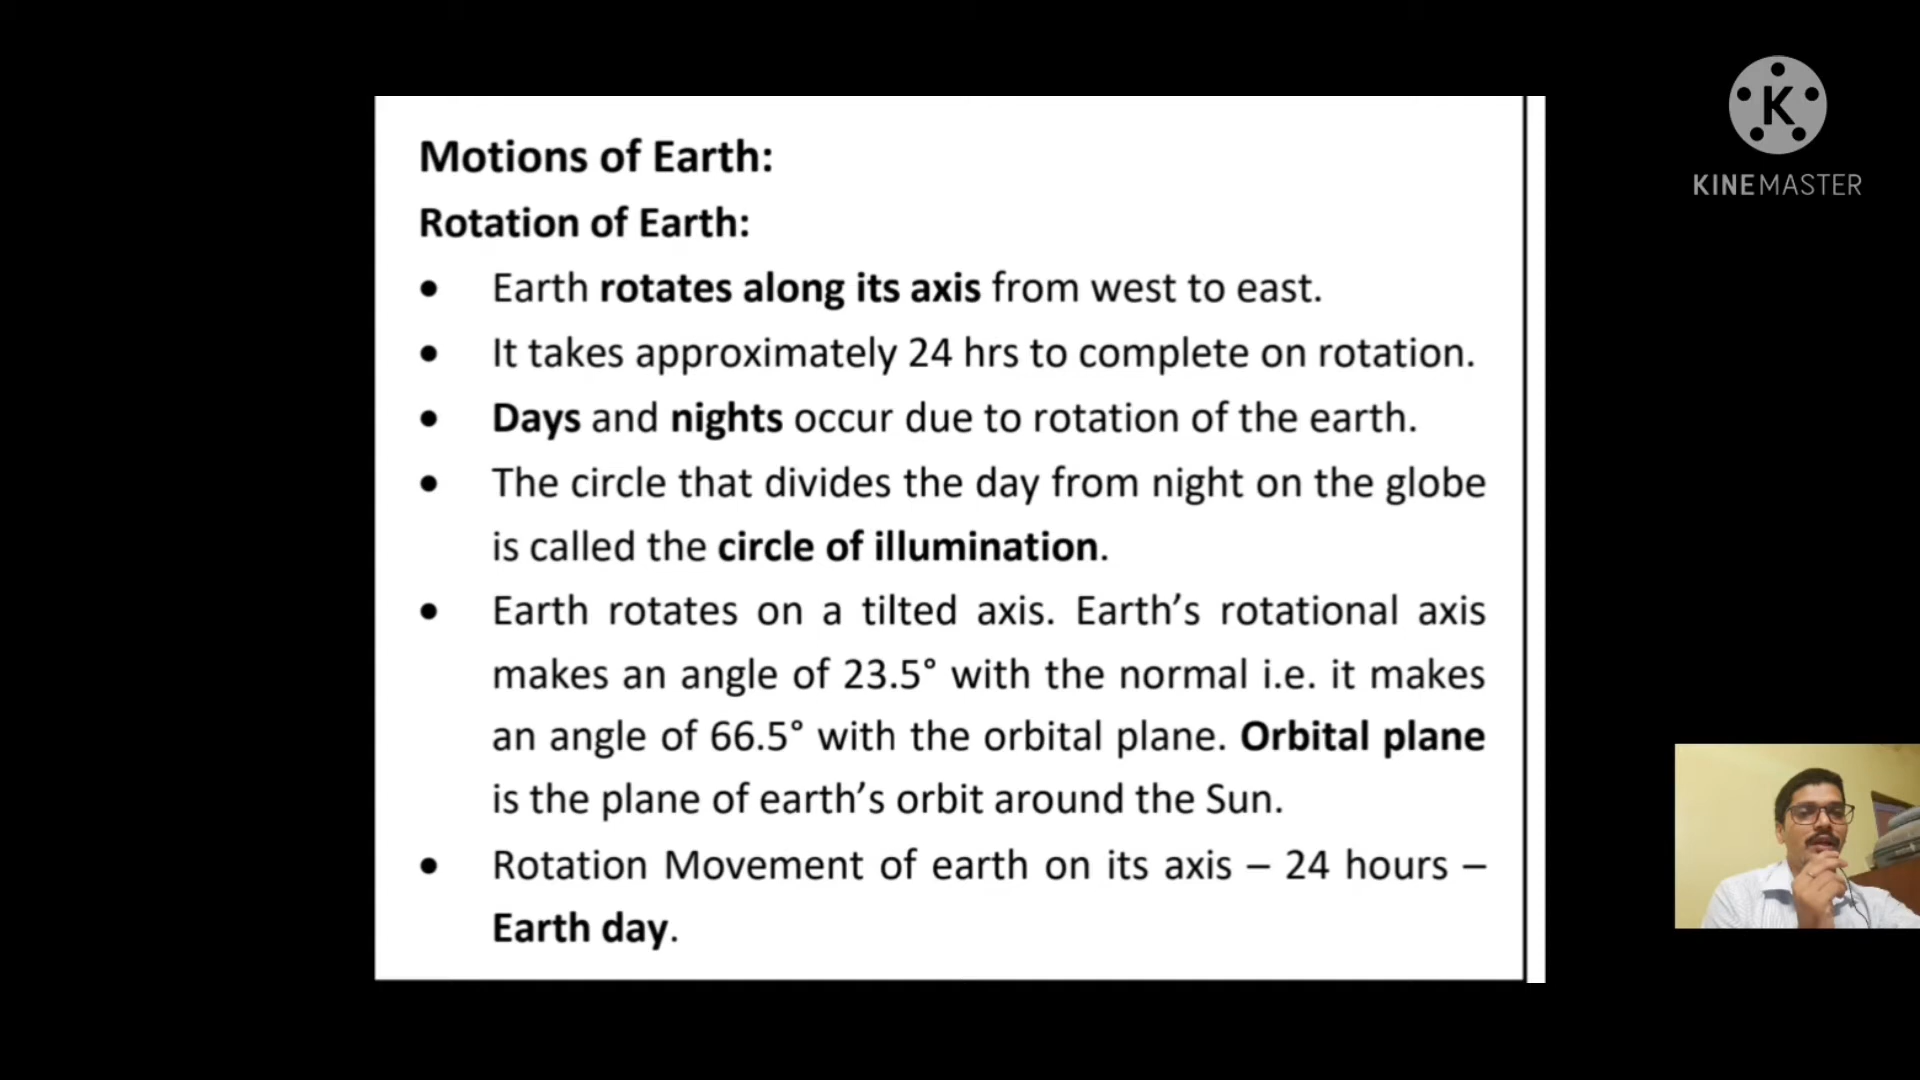 Motions of Earth:
Rotation of Earth:
• Earth rotates along its axis from west to east.
• It takes approximately 24 hrs to complete on rotation.
• Days and nights occur due to rotation of the earth.
• The circle that divides the day from night on the globe
is called the circle of illumination.
• Earth rotates on a tilted axis. Earth’s rotational axis
makes an angle of 23.5° with the normal i.e. it makes
an angle of 66.5° with the orbital plane. Orbital plane
is the plane of earth’s orbit around the Sun.
• Rotation Movement of earth on its axis – 24 hours –
Earth day.
K
KINEMASTER